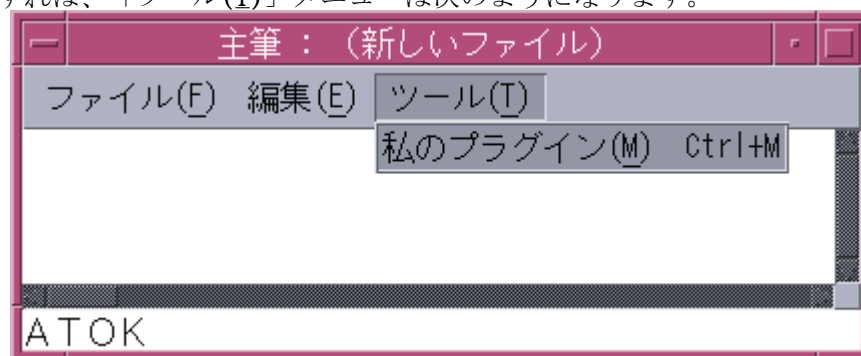 すれば、「ツール(T)」メニューは次のようになります。
主筆 : (新しいファイル)
ファイル(F) 編集(E) ツール(T)
私のプラグイン(M) Ctrl+M
ATOK